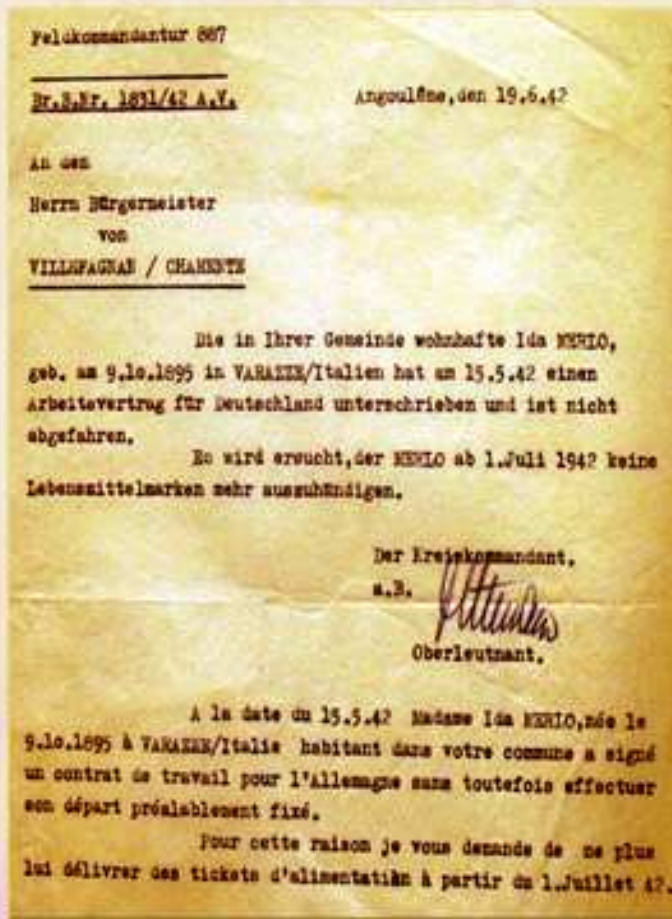 Feldkommandantur 887
Br.B.Nr. 1831/42 A.V.
Angoulême, den 19.6.42
An den
Herrn Bürgermeister
von
VILLEFAGNAN / CHARENTE
Die in Ihrer Gemeinde wohnhafte Ida MERLO,
geb. am 9.10.1895 in VARAZZE/Italien hat am 15.5.42 einen
Arbeitsvertrag für Deutschland unterschrieben und ist nicht
abgefahren.
Es wird ersucht, der MERLO ab 1.Juli 1942 keine
Lebensmittelmarken mehr auszuhändigen.
Der Kreiskommandant.
Oberleutnant.
A la date du 15.5.42 Madame Ida MERLO, née le
9.10.1895 à VARAZZE/Italie habitant dans votre commune a signé
un contrat de travail pour l'Allemagne sans toutefois effectuer
son départ préalablement fixé.
Pour cette raison je vous demande de ne plus
lui délivrer des tickets d'alimentation à partir du 1.Juillet 42.